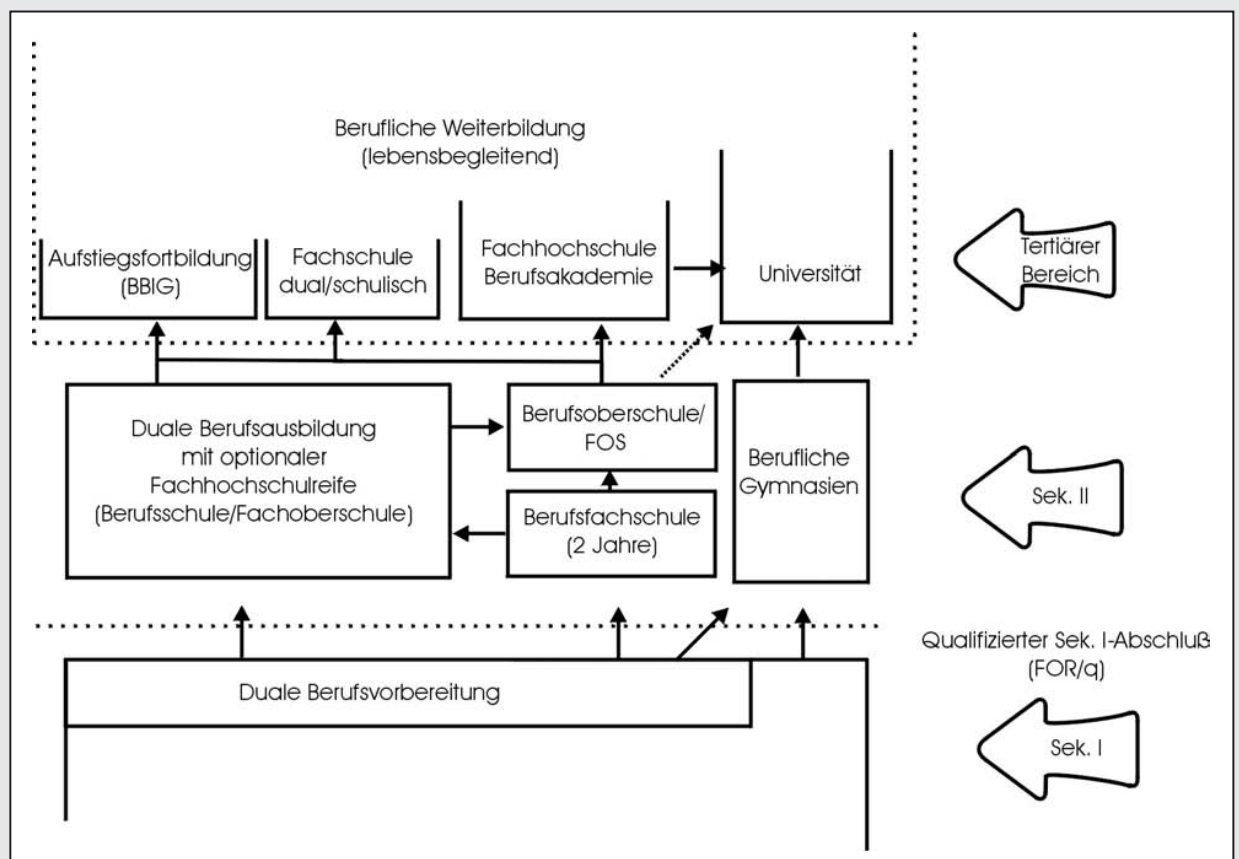 Berufliche Weiterbildung
(lebensbegleitend)
Aufstiegsfortbildung
(BBIG)
Fachschule
dual/schulisch
Fachhochschule
Berufsakademie
Universität
Tertiärer
Bereich
Duale Berufsausbildung
mit optionaler
Fachhochschulreife
(Berufsschule/Fachoberschule)
Berufsoberschule/
FOS
Berufsfachschule
(2 Jahre)
Berufliche
Gymnasien
Sek. II
Qualifizierter Sek. I-Abschluß
(FOR/q)
Duale Berufsvorbereitung
Sek. I